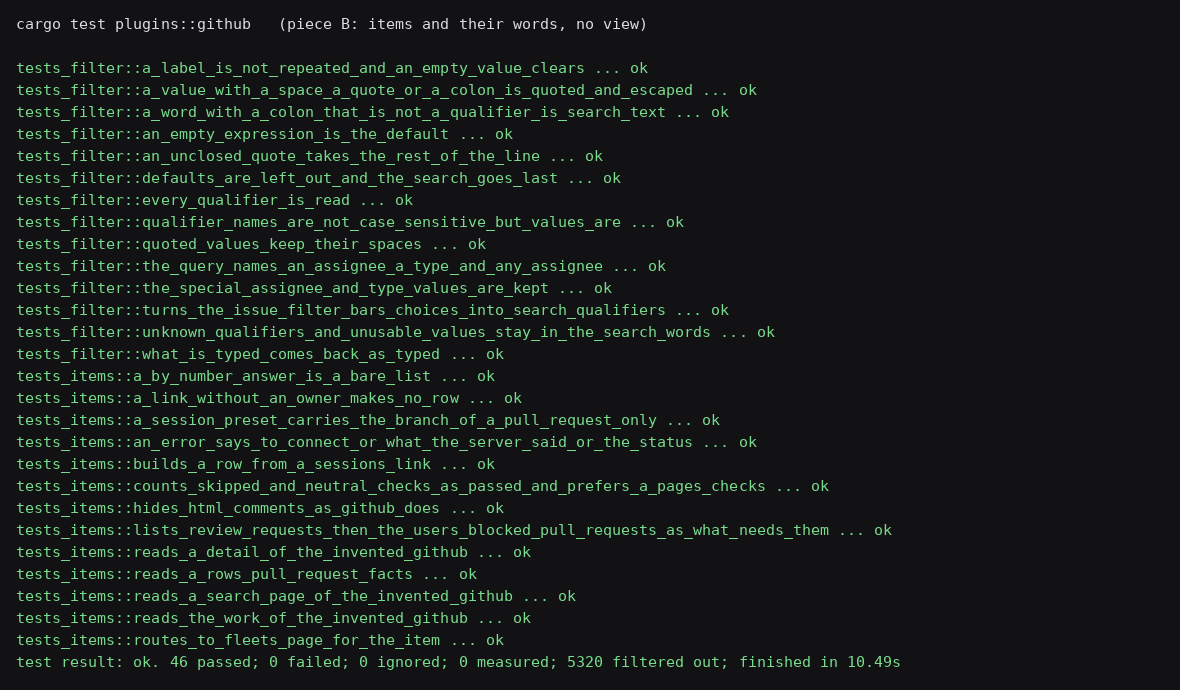 cargo test plugins::github   (piece B: items and their words, no view)
tests_filter::a_label_is_not_repeated_and_an_empty_value_clears ... ok
tests_filter::a_value_with_a_space_a_quote_or_a_colon_is_quoted_and_escaped ... ok
tests_filter::a_word_with_a_colon_that_is_not_a_qualifier_is_search_text ... ok
tests_filter::an_empty_expression_is_the_default ... ok
tests_filter::an_unclosed_quote_takes_the_rest_of_the_line ... ok
tests_filter::defaults_are_left_out_and_the_search_goes_last ... ok
tests_filter::every_qualifier_is_read ... ok
tests_filter::qualifier_names_are_not_case_sensitive_but_values_are ... ok
tests_filter::quoted_values_keep_their_spaces ... ok
tests_filter::the_query_names_an_assignee_a_type_and_any_assignee ... ok
tests_filter::the_special_assignee_and_type_values_are_kept ... ok
tests_filter::turns_the_issue_filter_bars_choices_into_search_qualifiers ... ok
tests_filter::unknown_qualifiers_and_unusable_values_stay_in_the_search_words ... ok
tests_filter::what_is_typed_comes_back_as_typed ... ok
tests_items::a_by_number_answer_is_a_bare_list ... ok
tests_items::a_link_without_an_owner_makes_no_row ... ok
tests_items::a_session_preset_carries_the_branch_of_a_pull_request_only ... ok
tests_items::an_error_says_to_connect_or_what_the_server_said_or_the_status ... ok
tests_items::builds_a_row_from_a_sessions_link ... ok
tests_items::counts_skipped_and_neutral_checks_as_passed_and_prefers_a_pages_checks ... ok
tests_items::hides_html_comments_as_github_does ... ok
tests_items::lists_review_requests_then_the_users_blocked_pull_requests_as_what_needs_them ... ok
tests_items::reads_a_detail_of_the_invented_github ... ok
tests_items::reads_a_rows_pull_request_facts ... ok
tests_items::reads_a_search_page_of_the_invented_github ... ok
tests_items::reads_the_work_of_the_invented_github ... ok
tests_items::routes_to_fleets_page_for_the_item ... ok
test result: ok. 46 passed; 0 failed; 0 ignored; 0 measured; 5320 filtered out; finished in 10.49s